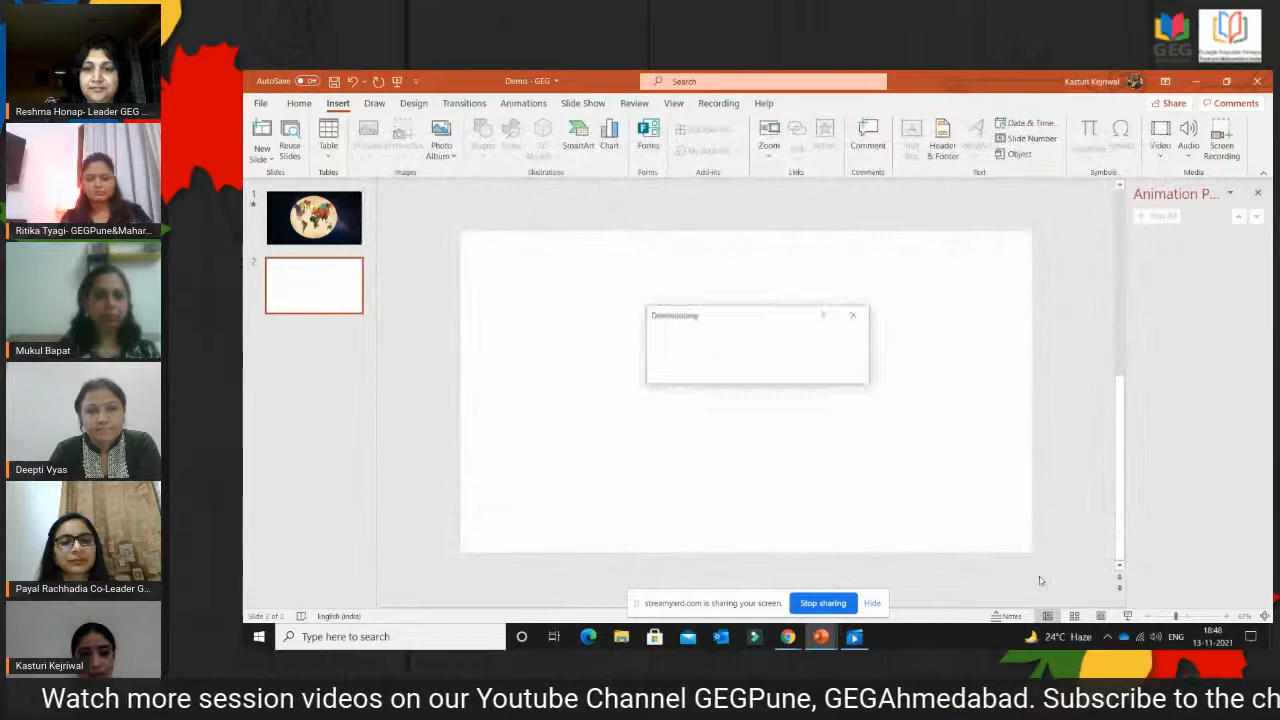 GEG
Reshma Honap- Leader GEG ...
Ritika Tyagi- GEGPune&Mahar...
Mukul Bapat
Deepti Vyas
Payal Rachhadia Co-Leader G...
Kasturi Kejriwal
AutoSave Off
Demo - GEG
Search
Kasturi Kejriwal
File Home Insert Draw Design Transitions Animations Slide Show Review View Recording Help
Share Comments
New Slide
Reuse Slides
Table
Photo Album
SmartArt
Chart
Forms
Zoom
Comment
Header & Footer
Date & Time
Slide Number
Object
Video
Audio
Screen Recording
Slides Tables Images Illustrations Forms Add-ins Links Comments Text Symbols Media
1
2
Animation P...
streamyard.com is sharing your screen.
Stop sharing
Hide
Slide 2 of 2
English (India)
Notes
67%
Type here to search
24°C Haze
ENG
18:48
13-11-2021
Watch more session videos on our Youtube Channel GEGPune, GEGAhmedabad. Subscribe to the ch